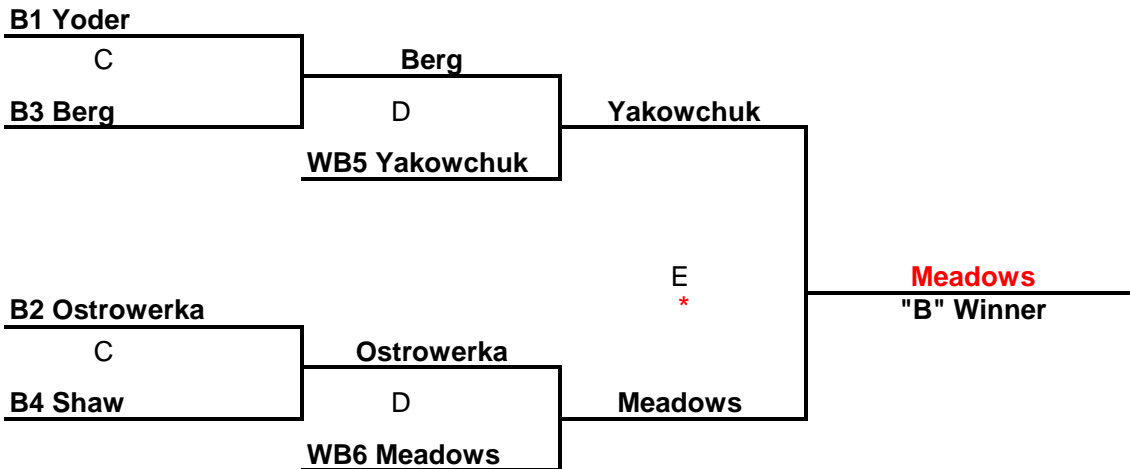 B1 Yoder
C
Berg
B3 Berg
D
Yakowchuk
WB5 Yakowchuk
E
*
Meadows
"B" Winner
B2 Ostrowerka
C
Ostrowerka
B4 Shaw
D
Meadows
WB6 Meadows